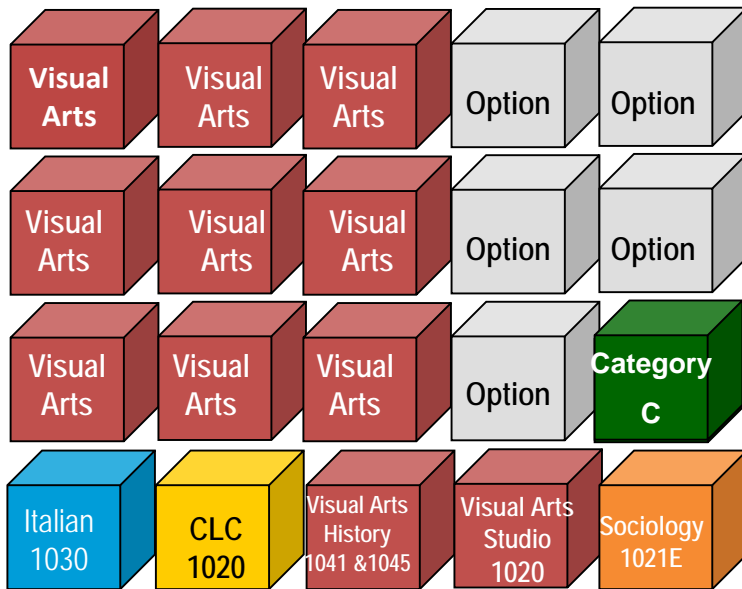 Visual
Arts
Visual
Arts
Visual
Arts
Option
Option
Visual
Arts
Visual
Arts
Visual
Arts
Option
Option
Visual
Arts
Visual
Arts
Visual
Arts
Option
Category
C
Italian
1030
CLC
1020
Visual Arts
History
1041 &1045
Visual Arts
Studio
1020
Sociology
1021E